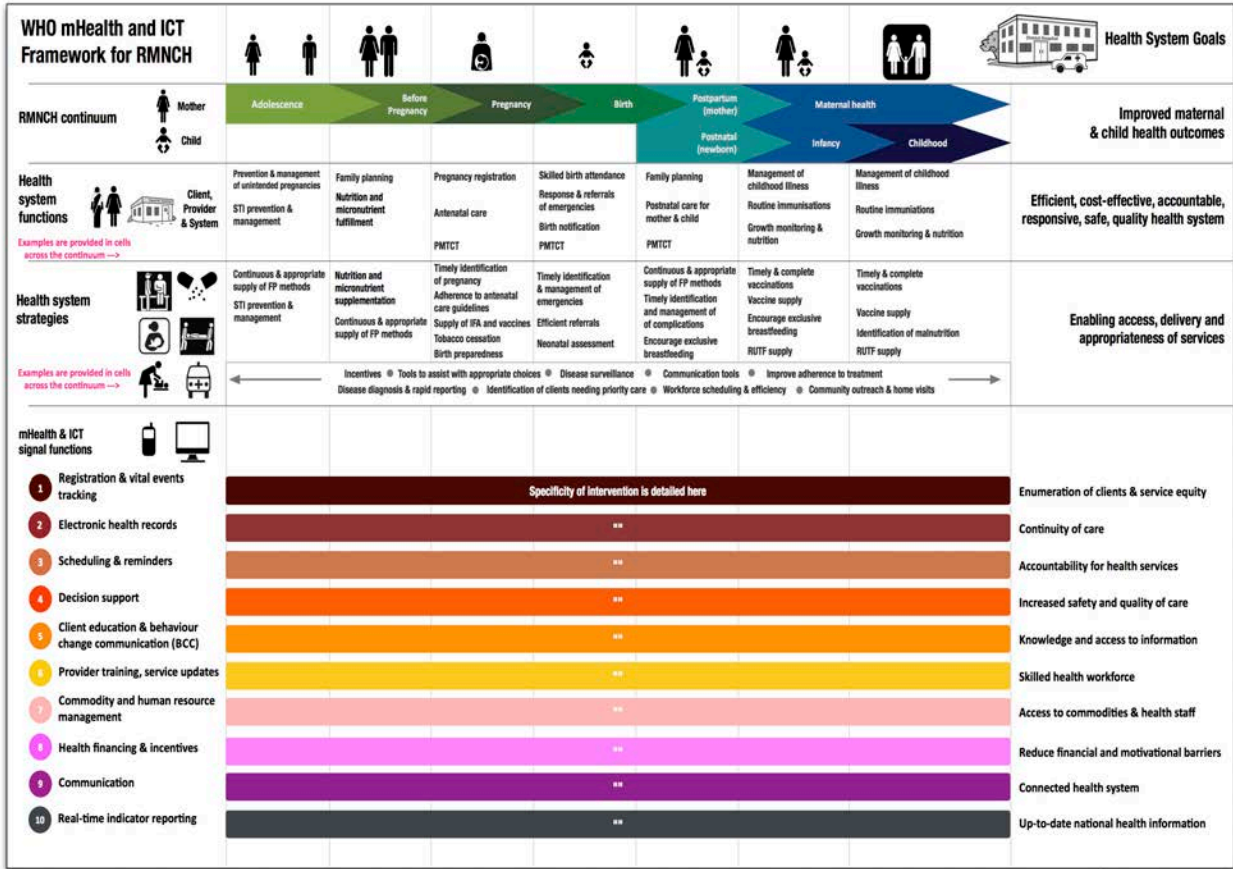 WHO mHealth and ICT
Framework for RMNCH
District Hospital
Health System Goals
RMNCH continuum
Mother
Child
Adolescence
Before
Pregnancy
Pregnancy
Birth
Postpartum
(mother)
Maternal health
Postnatal
(newborn)
Infancy
Childhood
Improved maternal
& child health outcomes
Health
system
functions
Client,
Provider
& System
Examples are provided in cells
across the continuum --->
Prevention & management
of unintended pregnancies
STI prevention &
management
Family planning
Nutrition and
micronutrient
fulfillment
Pregnancy registration
Antenatal care
PMTCT
Skilled birth attendance
Response & referrals
of emergencies
Birth notification
PMTCT
Family planning
Postnatal care for
mother & child
PMTCT
Management of
childhood Illness
Routine immunisations
Growth monitoring &
nutrition
Management of childhood
Illness
Routine immuniations
Growth monitoring & nutrition
Efficient, cost-effective, accountable,
responsive, safe, quality health system
Health system
strategies
Examples are provided in cells
across the continuum --->
Continuous & appropriate
supply of FP methods
STI prevention &
management
Nutrition and
micronutrient
supplementation
Continuous & appropriate
supply of FP methods
Timely identification
of pregnancy
Adherence to antenatal
care guidelines
Supply of IFA and vaccines
Tobacco cessation
Birth preparedness
Timely identification
& management of
emergencies
Efficient referrals
Neonatal assessment
Continuous & appropriate
supply of FP methods
Timely identification
and management of
of complications
Encourage exclusive
breastfeeding
Timely & complete
vaccinations
Vaccine supply
Encourage exclusive
breastfeeding
RUTF supply
Timely & complete
vaccinations
Vaccine supply
Identification of malnutrition
RUTF supply
Enabling access, delivery and
appropriateness of services
Incentives ● Tools to assist with appropriate choices ● Disease surveillance ● Communication tools ● Improve adherence to treatment
Disease diagnosis & rapid reporting ● Identification of clients needing priority care ● Workforce scheduling & efficiency ● Community outreach & home visits
mHealth & ICT
signal functions
1 Registration & vital events
tracking
Specificity of intervention is detailed here
Enumeration of clients & service equity
2 Electronic health records
""
Continuity of care
3 Scheduling & reminders
""
Accountability for health services
4 Decision support
""
Increased safety and quality of care
5 Client education & behaviour
change communication (BCC)
""
Knowledge and access to information
6 Provider training, service updates
""
Skilled health workforce
7 Commodity and human resource
management
""
Access to commodities & health staff
8 Health financing & incentives
""
Reduce financial and motivational barriers
9 Communication
""
Connected health system
10 Real-time indicator reporting
""
Up-to-date national health information